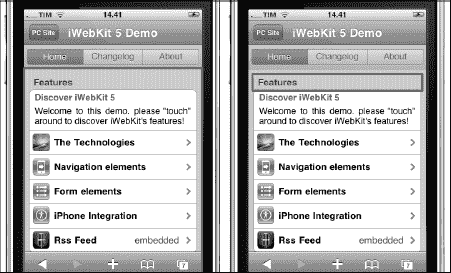 TIM 14.41
PC Site iWebKit 5 Demo
Home Changelog About
Features
Discover iWebKit 5
Welcome to this demo. please "touch"
around to discover iWebKit's features!
The Technologies
Navigation elements
Form elements
iPhone Integration
Rss Feed embedded
7
TIM 14.41
PC Site iWebKit 5 Demo
Home Changelog About
Features
Discover iWebKit 5
Welcome to this demo. please "touch"
around to discover iWebKit's features!
The Technologies
Navigation elements
Form elements
iPhone Integration
Rss Feed embedded
7